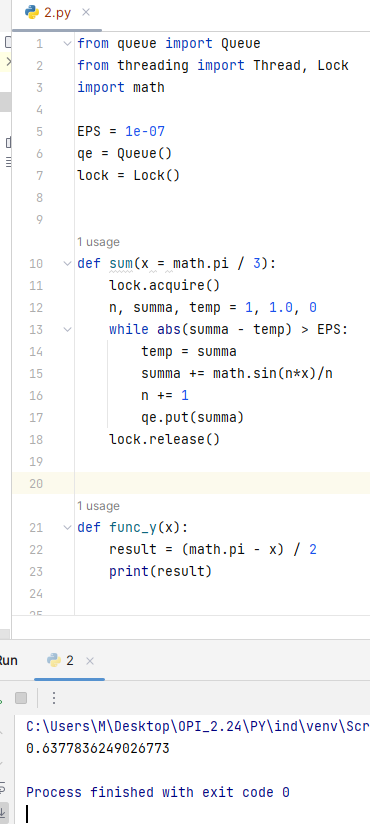 2.py
1 from queue import Queue
2 from threading import Thread, Lock
3 import math
4
5 EPS = 1e-07
6 qe = Queue()
7 lock = Lock()
8
9
1 usage
10 def sum(x = math.pi / 3):
11 lock.acquire()
12 n, summa, temp = 1, 1.0, 0
13 while abs(summa - temp) > EPS:
14 temp = summa
15 summa += math.sin(n*x)/n
16 n += 1
17 qe.put(summa)
18 lock.release()
19
20
1 usage
21 def func_y(x):
22 result = (math.pi - x) / 2
23 print(result)
24
25
Run 2
C:\Users\M\Desktop\OPI_2.24\PY\ind\venv\Scr
0.6377836249026773
Process finished with exit code 0